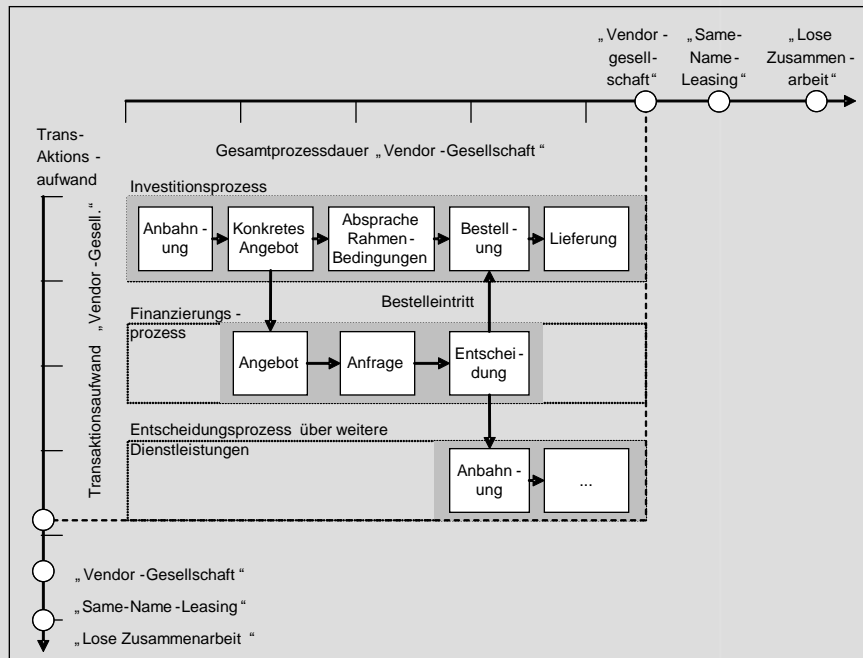 „Vendor-
gesell-
schaft“
„Same-
Name-
Leasing“
„Lose
Zusammen-
arbeit“
Trans-
Aktions-
aufwand
Gesamtprozessdauer „Vendor-Gesellschaft“
Transaktionsaufwand „Vendor-Gesell.“
Investitionsprozess
Anbahn-
ung
Konkretes
Angebot
Absprache
Rahmen-
Bedingungen
Bestell-
ung
Lieferung
Bestelleintritt
Finanzierungs-
prozess
Angebot
Anfrage
Entschei-
dung
Entscheidungsprozess über weitere
Dienstleistungen
Anbahn-
ung
...
„Vendor-Gesellschaft“
„Same-Name-Leasing“
„Lose Zusammenarbeit“